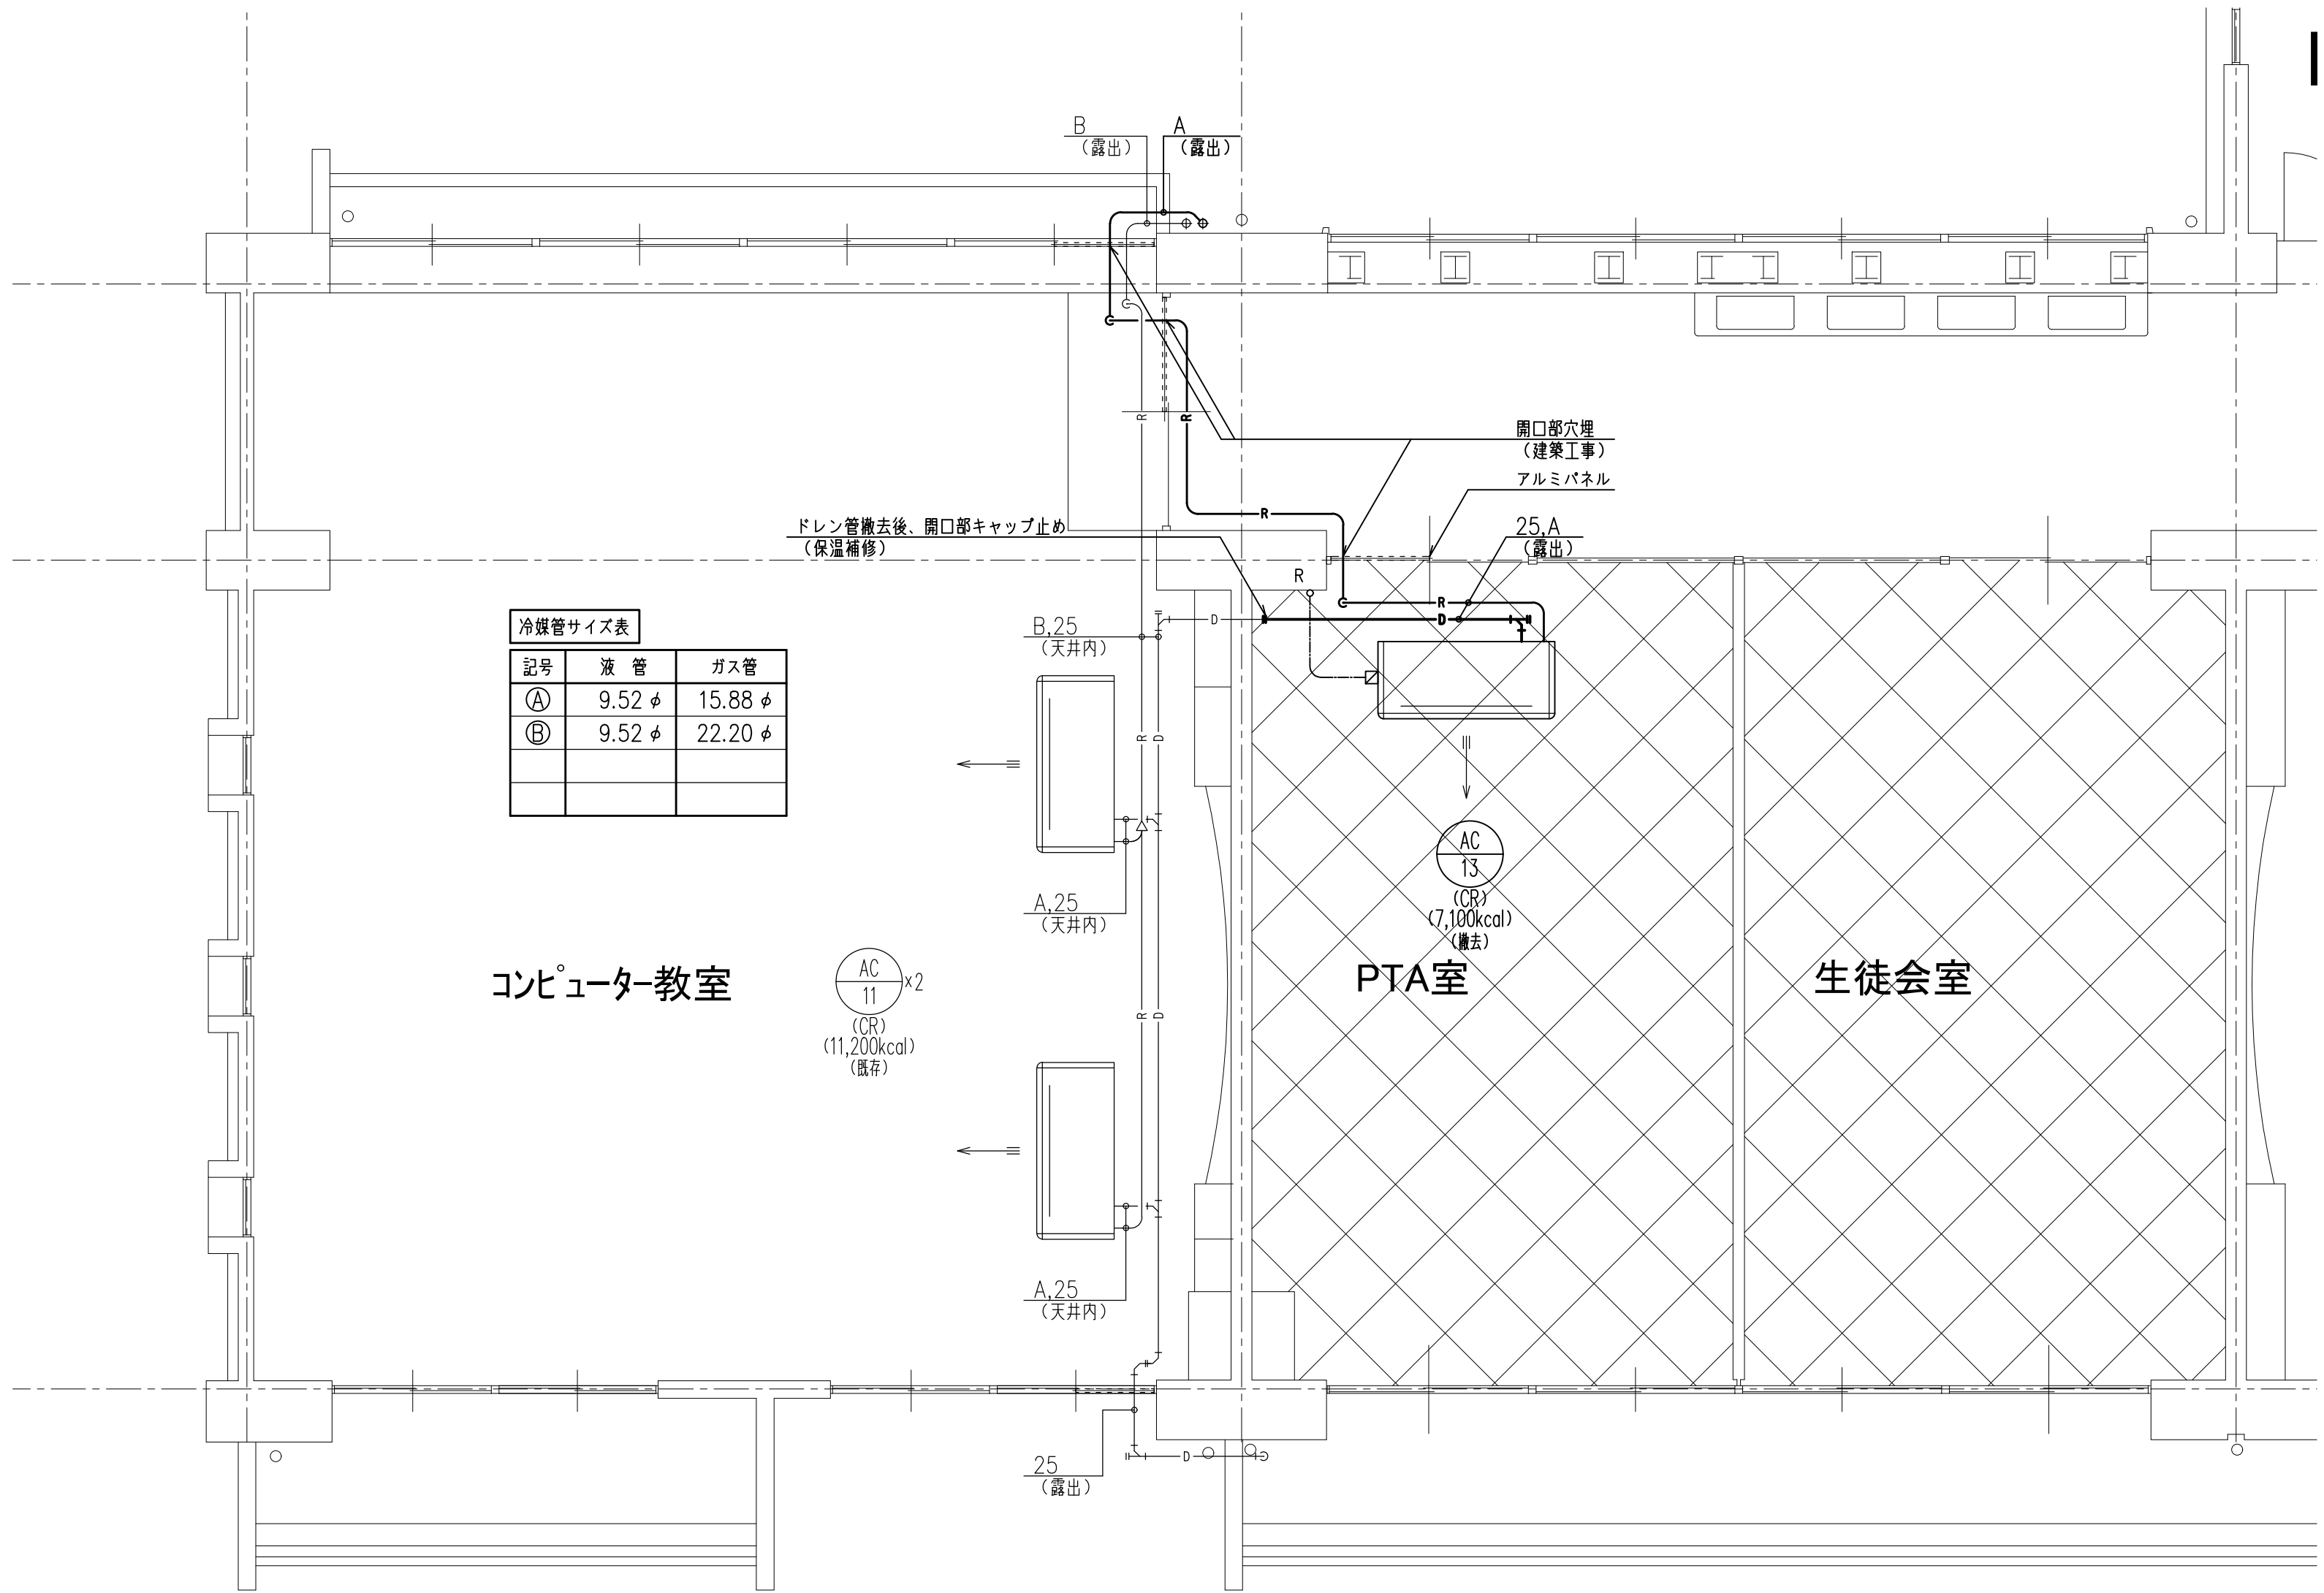 B
(露出)
A
(露出)
R
R
開口部穴埋
(建築工事)
アルミパネル
R
ドレン管撤去後、開口部キャップ止め
(保温補修)
25,A
(露出)
R
R
D
D
B,25
(天井内)
冷媒管サイズ表
記号 液 管 ガス管
A 9.52 φ 15.88 φ
B 9.52 φ 22.20 φ
R
D
A,25
(天井内)
AC
13
(CR)
(7,100kcal)
(撤去)
コンピューター教室
AC
11
x2
(CR)
(11,200kcal)
(既存)
PTA室
生徒会室
R
D
A,25
(天井内)
25
(露出)
D